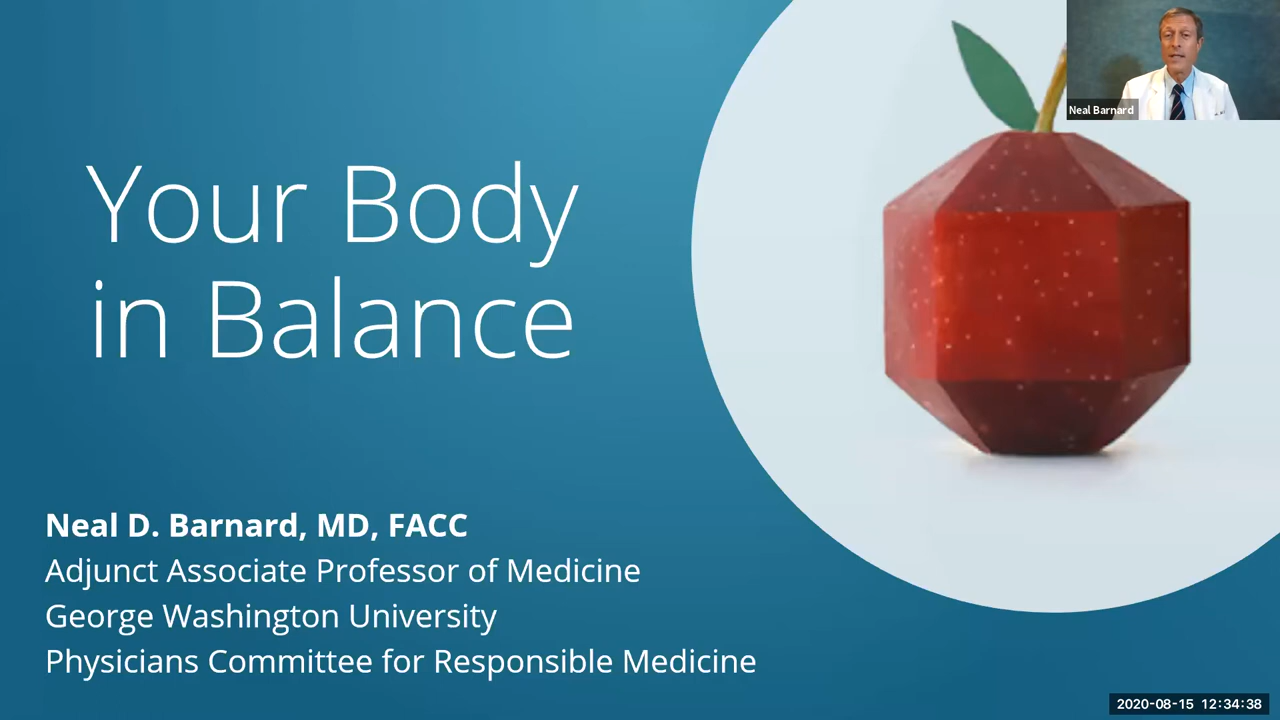 Neal Barnard
Your Body
in Balance
Neal D. Barnard, MD, FACC
Adjunct Associate Professor of Medicine
George Washington University
Physicians Committee for Responsible Medicine
2020-08-15 12:34:38